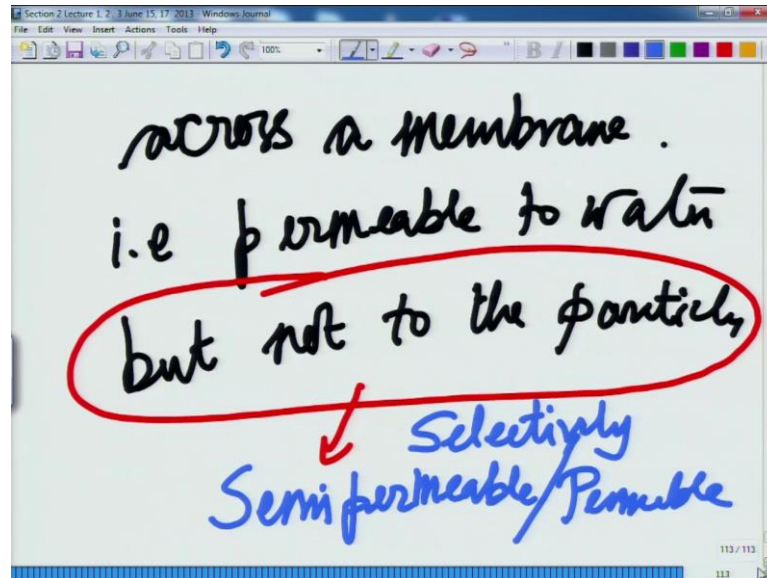 Section 2 Lecture 1, 2 , 3 June 15, 17 2013 - Windows Journal
File Edit View Insert Actions Tools Help
100% B I
across a membrane.
i.e permeable to water
but not to the particles
Selectively
Semipermeable/Permeable
113 / 113
113